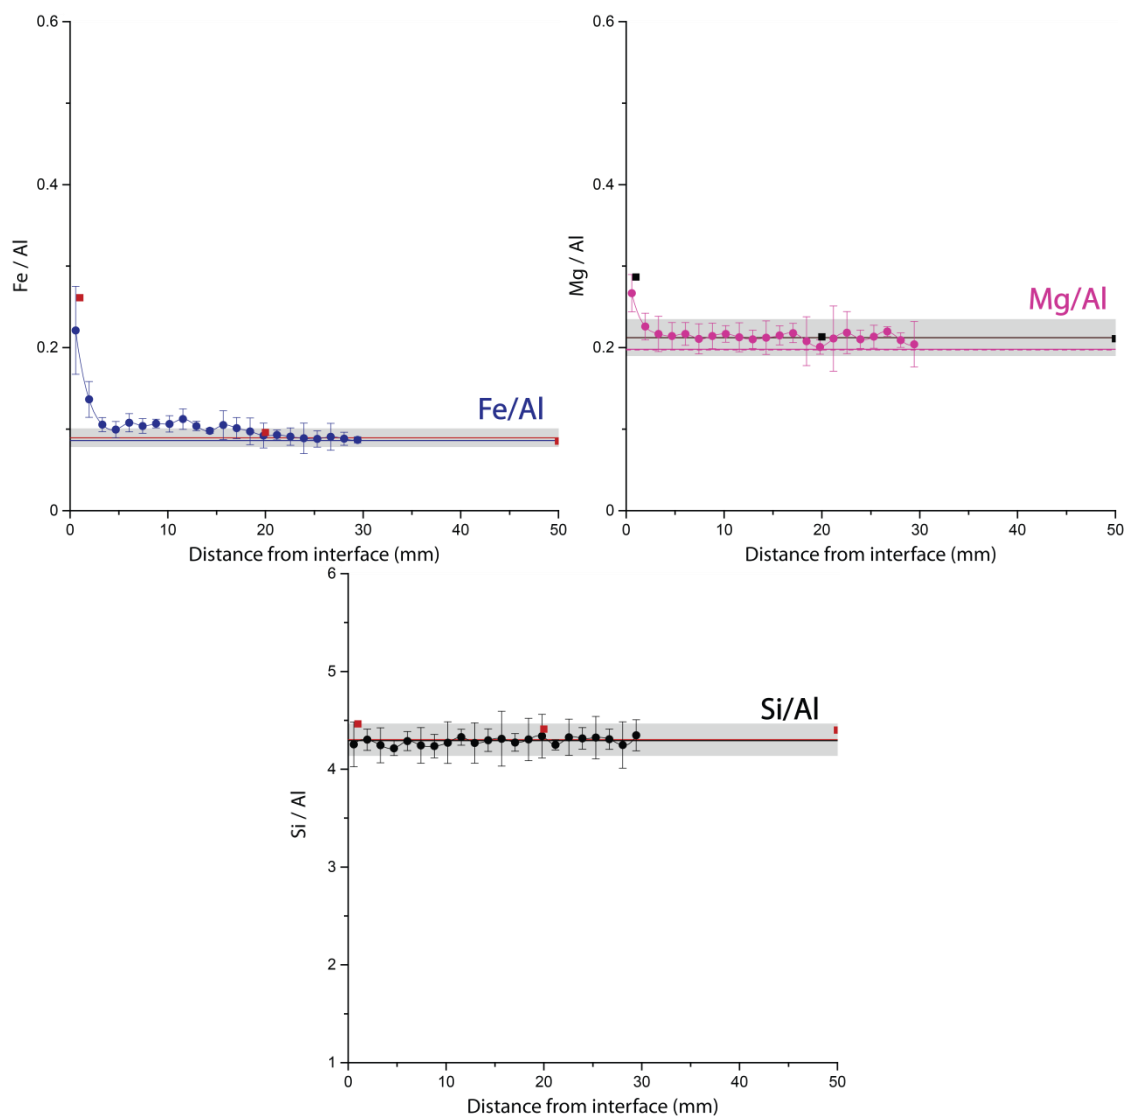 0.6
0.4
0.2
0
Fe / Al
Fe/Al
0 10 20 30 40 50
Distance from interface (mm)
0.6
0.4
0.2
0
Mg / Al
Mg/Al
0 10 20 30 40 50
Distance from interface (mm)
6
5
4
3
2
1
Si / Al
Si/Al
0 10 20 30 40 50
Distance from interface (mm)